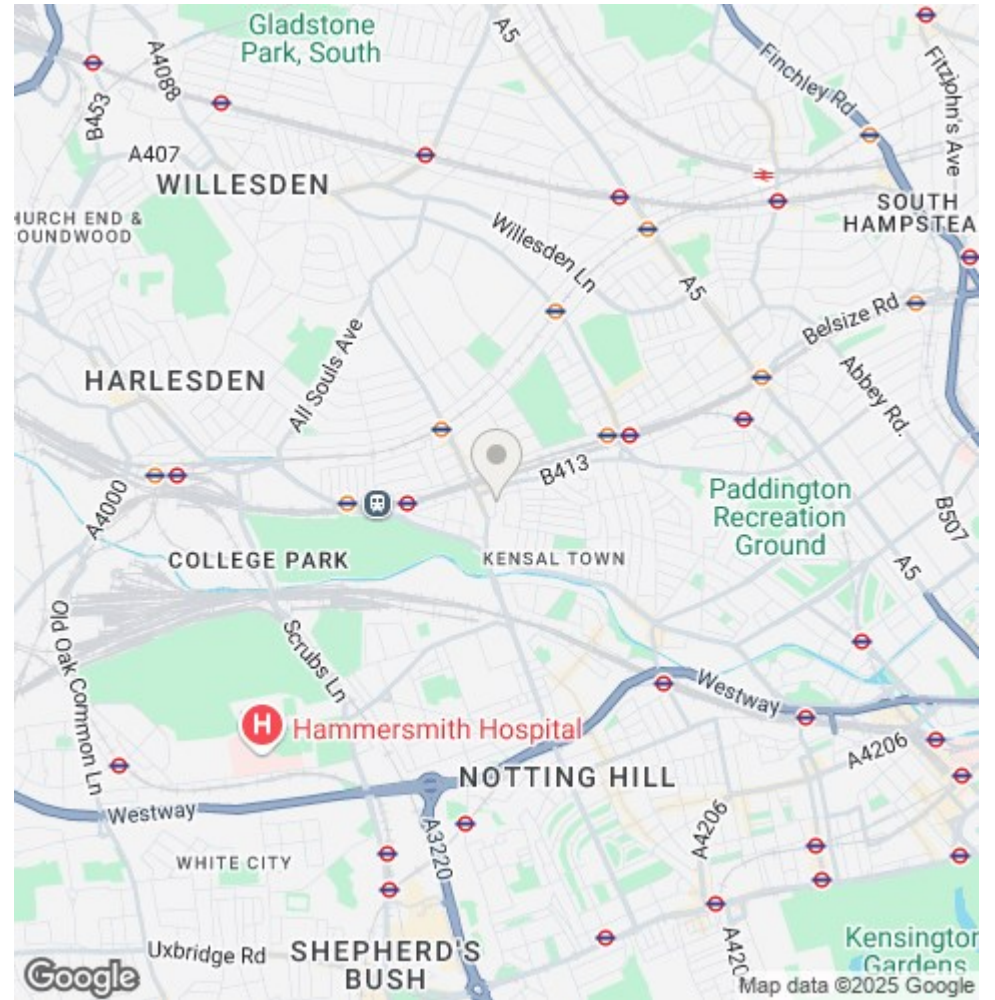 Gladstone
Park, South
A5
Finchley Rd
Fitzjohn's Ave
A4088
B453
A407
WILLESDEN
HURCH END &
OUNDWOOD
SOUTH
HAMPSTEA
Willesden Ln
A5
Belsize Rd
All Souls Ave
HARLESDEN
Abbey Rd.
B413
A4000
Paddington
Recreation
Ground
B507
COLLEGE PARK
KENSAL TOWN
A5
Old Oak Common Ln
Scrubs Ln
Westway
H
Hammersmith Hospital
A4206
NOTTING HILL
Westway
A4206
A3220
WHITE CITY
Uxbridge Rd
SHEPHERD'S
BUSH
A420
Kensington
Gardens
Google
Map data ©2025 Google